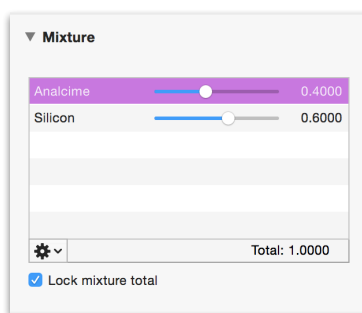 Mixture
Analcime 0.4000
Silicon 0.6000
Total: 1.0000
Lock mixture total